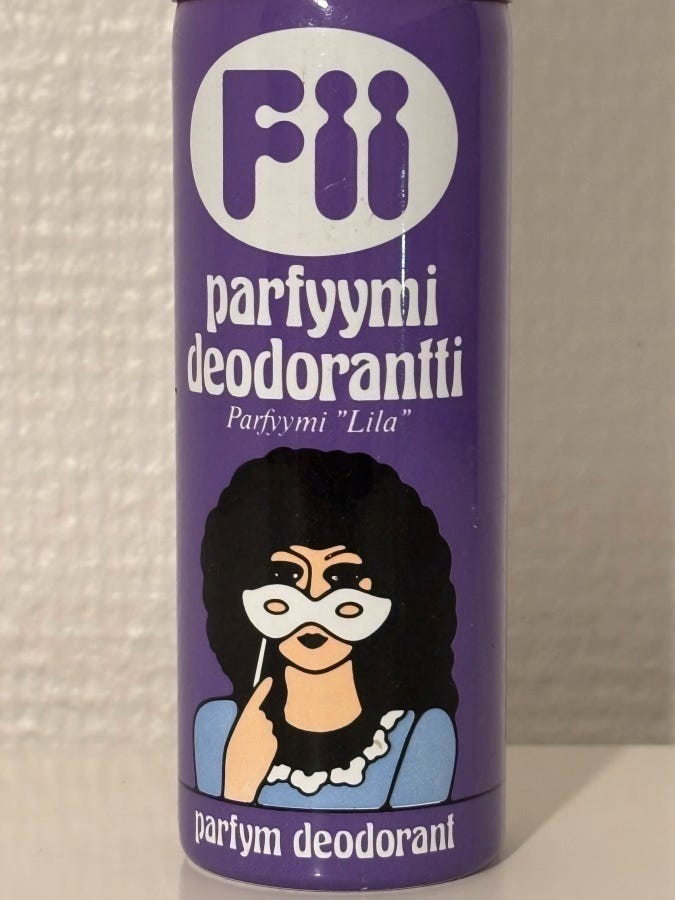 Fii
parfyymi
deodorantti
Parfyymi "Lila"
parfym deodorant